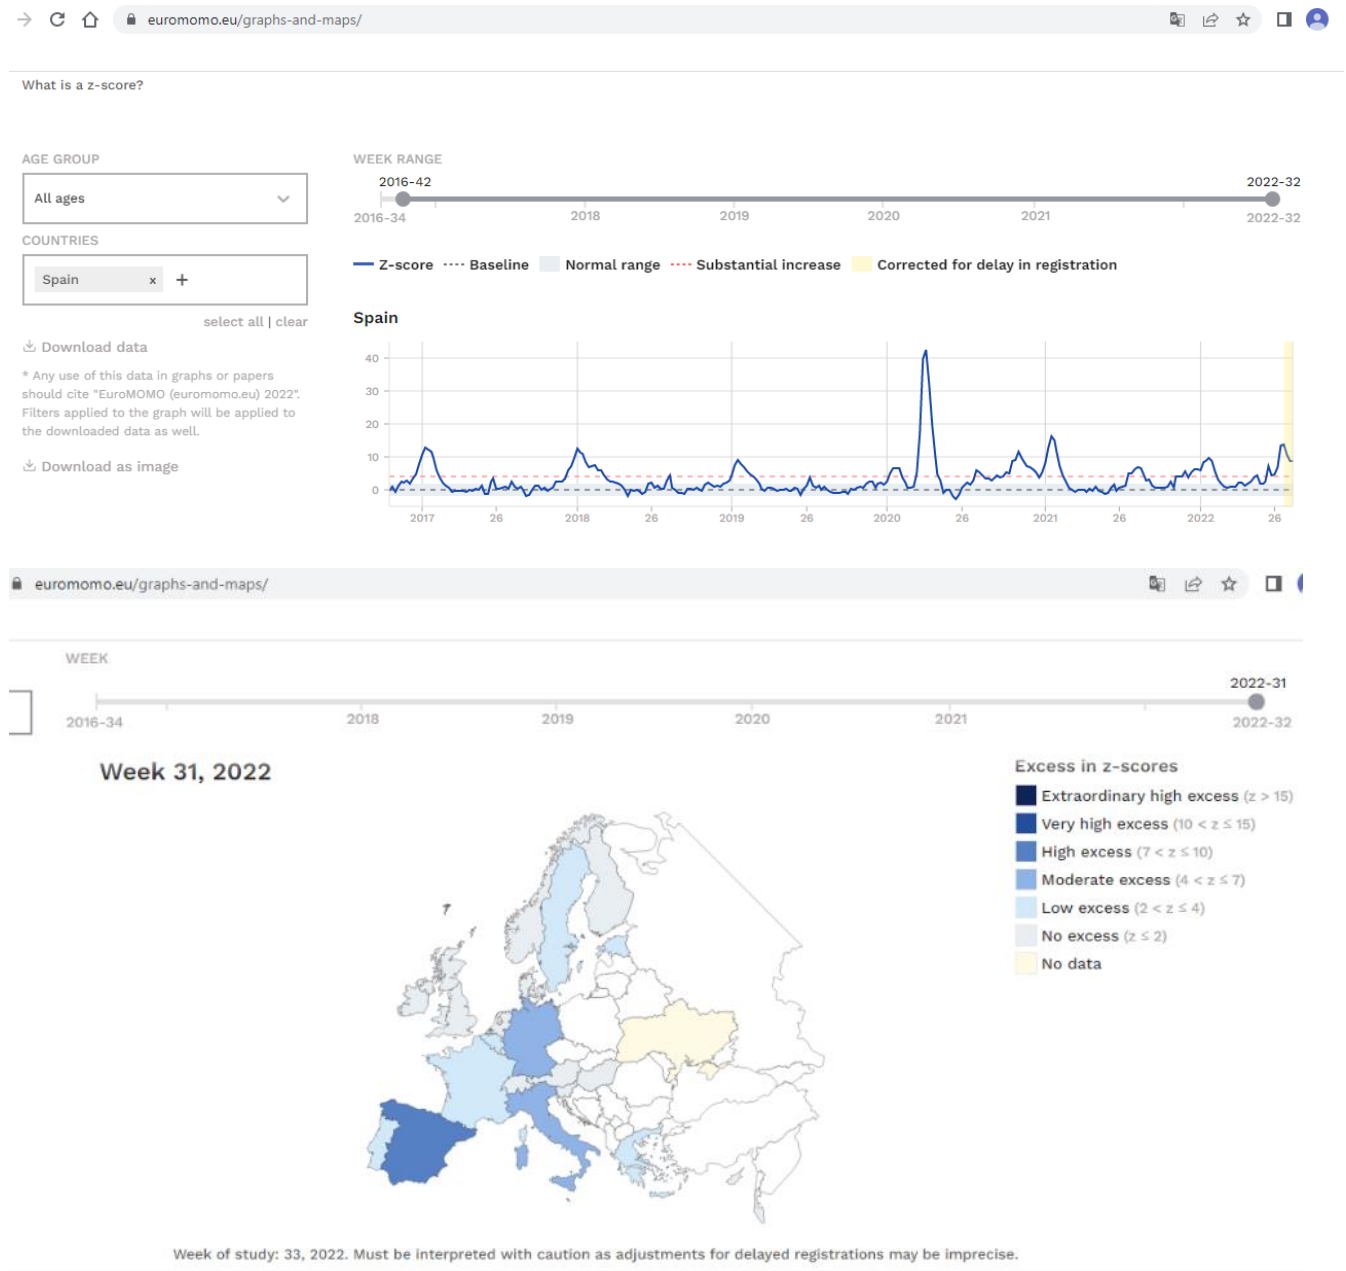 euromomo.eu/graphs-and-maps/
What is a z-score?
AGE GROUP
All ages
COUNTRIES
Spain x +
select all | clear
Download data
* Any use of this data in graphs or papers
should cite "EuroMOMO (euromomo.eu) 2022".
Filters applied to the graph will be applied to
the downloaded data as well.
Download as image
WEEK RANGE
2016-42 2022-32
2016-34 2018 2019 2020 2021 2022-32
Z-score Baseline Normal range Substantial increase Corrected for delay in registration
Spain
40
30
20
10
0
2017 26 2018 26 2019 26 2020 26 2021 26 2022 26
euromomo.eu/graphs-and-maps/
WEEK
2022-31
2016-34 2018 2019 2020 2021 2022-32
Week 31, 2022
Excess in z-scores
Extraordinary high excess (z > 15)
Very high excess (10 < z ≤ 15)
High excess (7 < z ≤ 10)
Moderate excess (4 < z ≤ 7)
Low excess (2 < z ≤ 4)
No excess (z ≤ 2)
No data
Week of study: 33, 2022. Must be interpreted with caution as adjustments for delayed registrations may be imprecise.